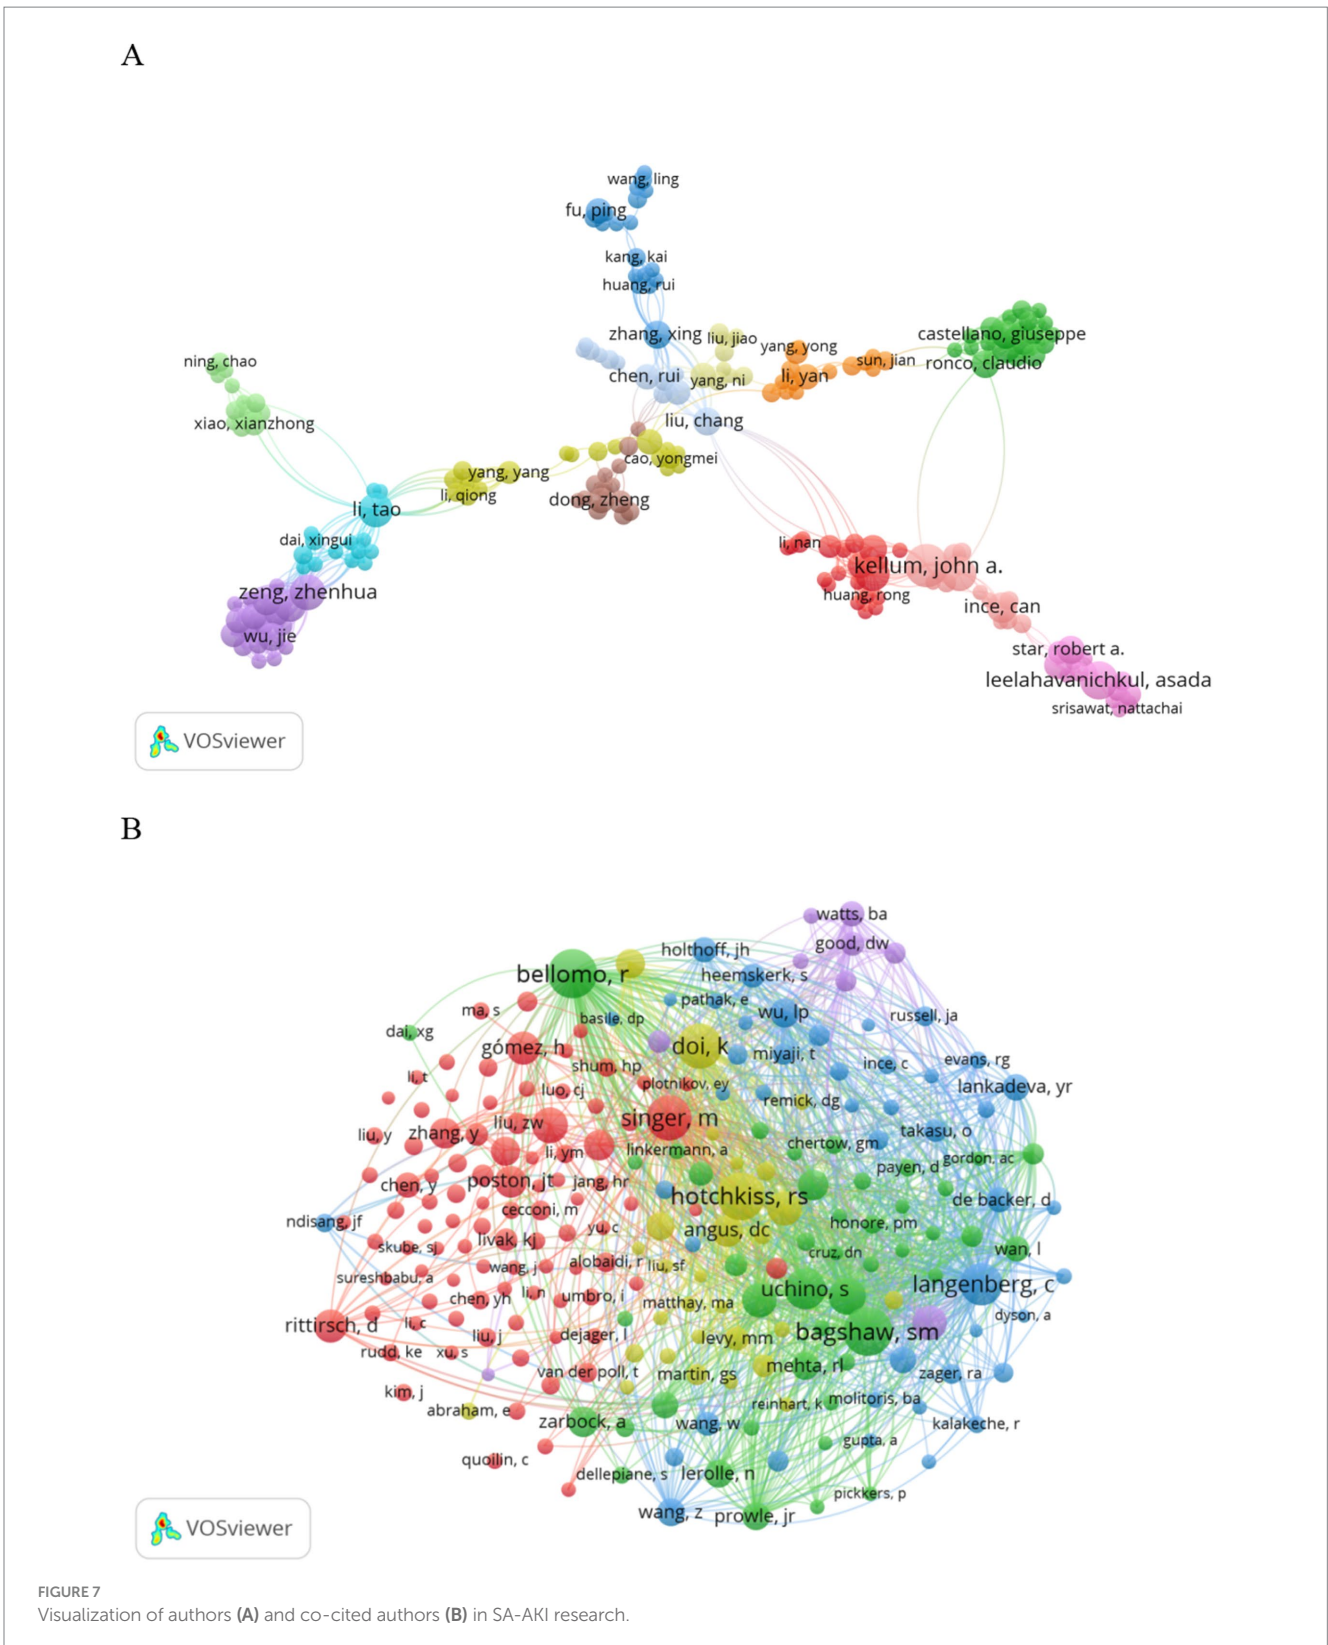 A
wang, ling
fu, ping
kang, kai
huang, rui
zhang, xing
liu, jiao
yang, yong
castellano, giuseppe
ning, chao
sun, jian
ronco, claudio
chen, rui
yang, ni
li, yan
xiao, xianzhong
liu, chang
cao, yongmei
yang, yang
li, qiong
dong, zheng
li, tao
dai, xingui
li, nan
kellum, john a.
zeng, zhenhua
huang, rong
ince, can
wu, jie
star, robert a.
leelahavanichkul, asada
srisawat, nattachai
VOSviewer
B
watts, ba
good, dw
holthoff, jh
bellomo, r
heemskerk, s
pathak, e
ma, s
basile, dp
wu, lp
russell, ja
dai, xg
gómez, h
doi, k
miyaji, t
ince, c
evans, rg
shum, hp
li, t
plotnikov, ey
lankadeva, yr
luo, cj
remick, dg
singer, m
liu, zw
liu, y
zhang, y
takasu, o
chertow, gm
linkermann, a
li, ym
payen, d
gordon, ac
chen, y
poston, jt
jang, hr
hotchkiss, rs
de backer, d
cecconi, m
ndisang, jf
yu, c
angus, dc
honore, pm
livak, kj
skube, sj
cruz, dn
wan, l
wang, j
alobaidi, r
liu, sf
sureshbabu, a
uchino, s
langenberg, c
chen, yh
li, n
umbro, i
matthay, ma
dyson, a
rittirsch, d
li, c
liu, j
dejager, l
levy, mm
bagshaw, sm
rudd, ke
xu, s
van der poll, t
martin, gs
mehta, rl
zager, ra
kim, j
abraham, e
reinhart, k
molitoris, ba
zarbock, a
wang, w
kalakeche, r
gupta, a
quoilin, c
dellepiane, s
lerolle, n
pickkers, p
wang, z
prowle, jr
VOSviewer
FIGURE 7
Visualization of authors (A) and co-cited authors (B) in SA-AKI research.